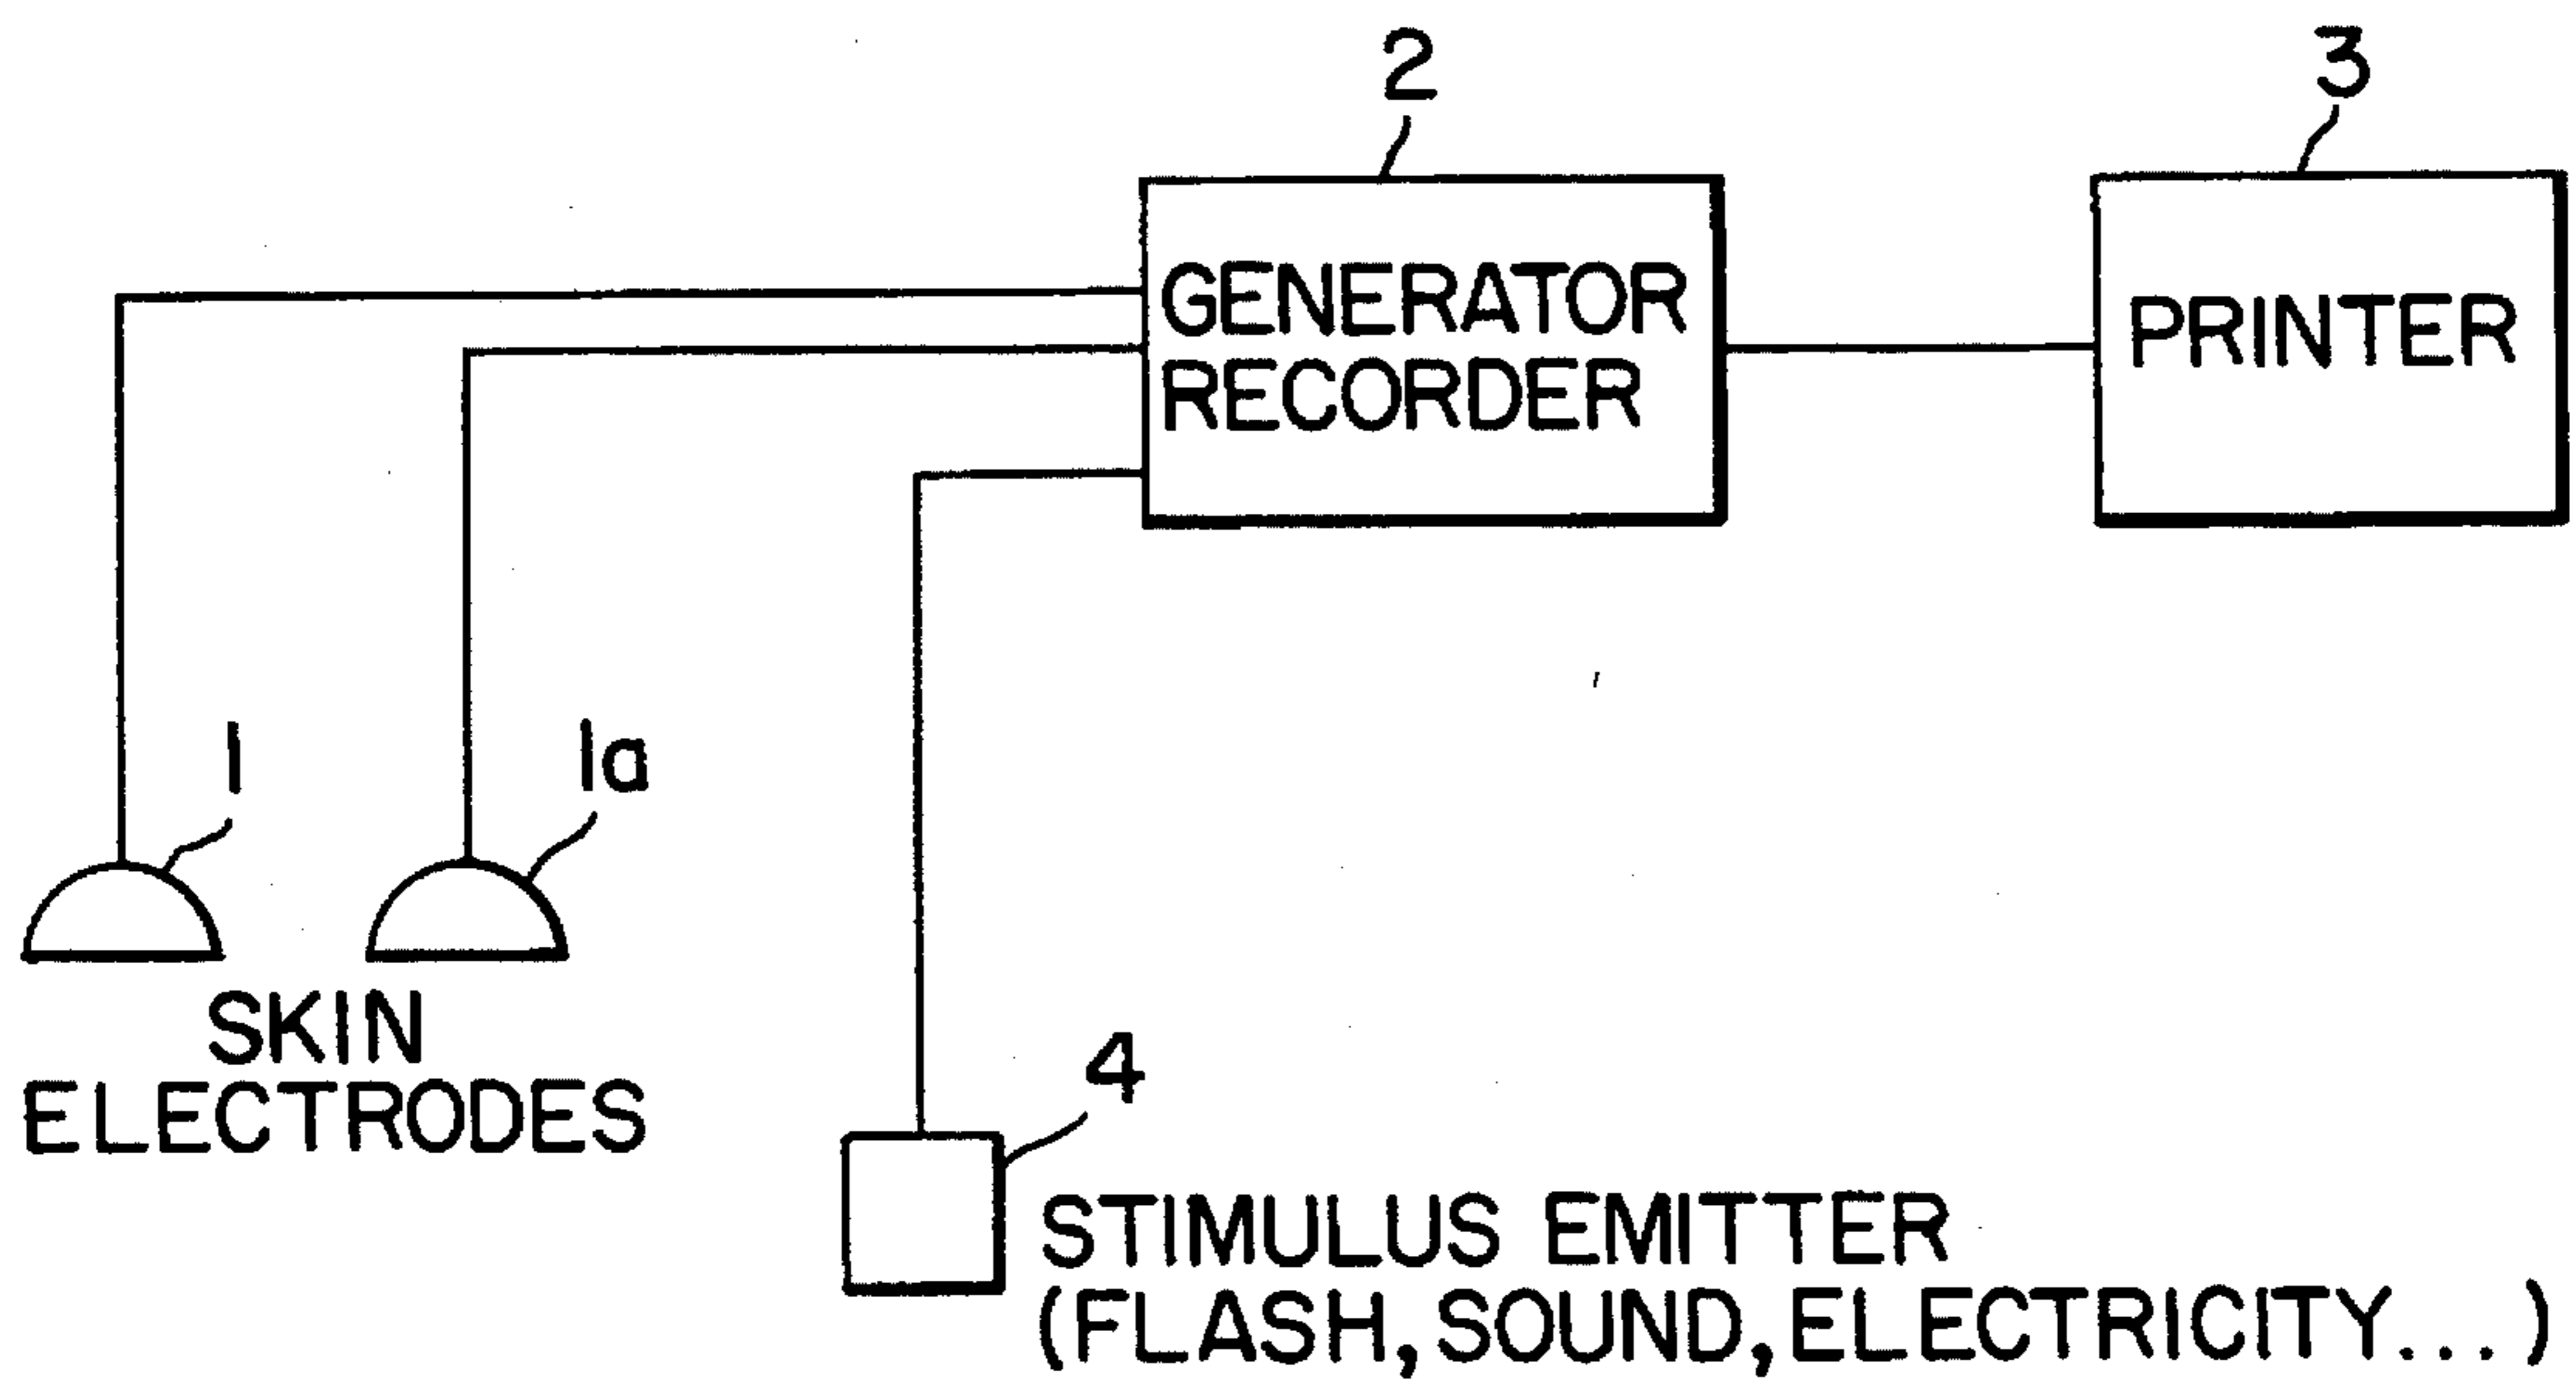 2
3
GENERATOR
RECORDER
PRINTER
1
1a
SKIN
ELECTRODES
4
STIMULUS EMITTER
(FLASH, SOUND, ELECTRICITY...)